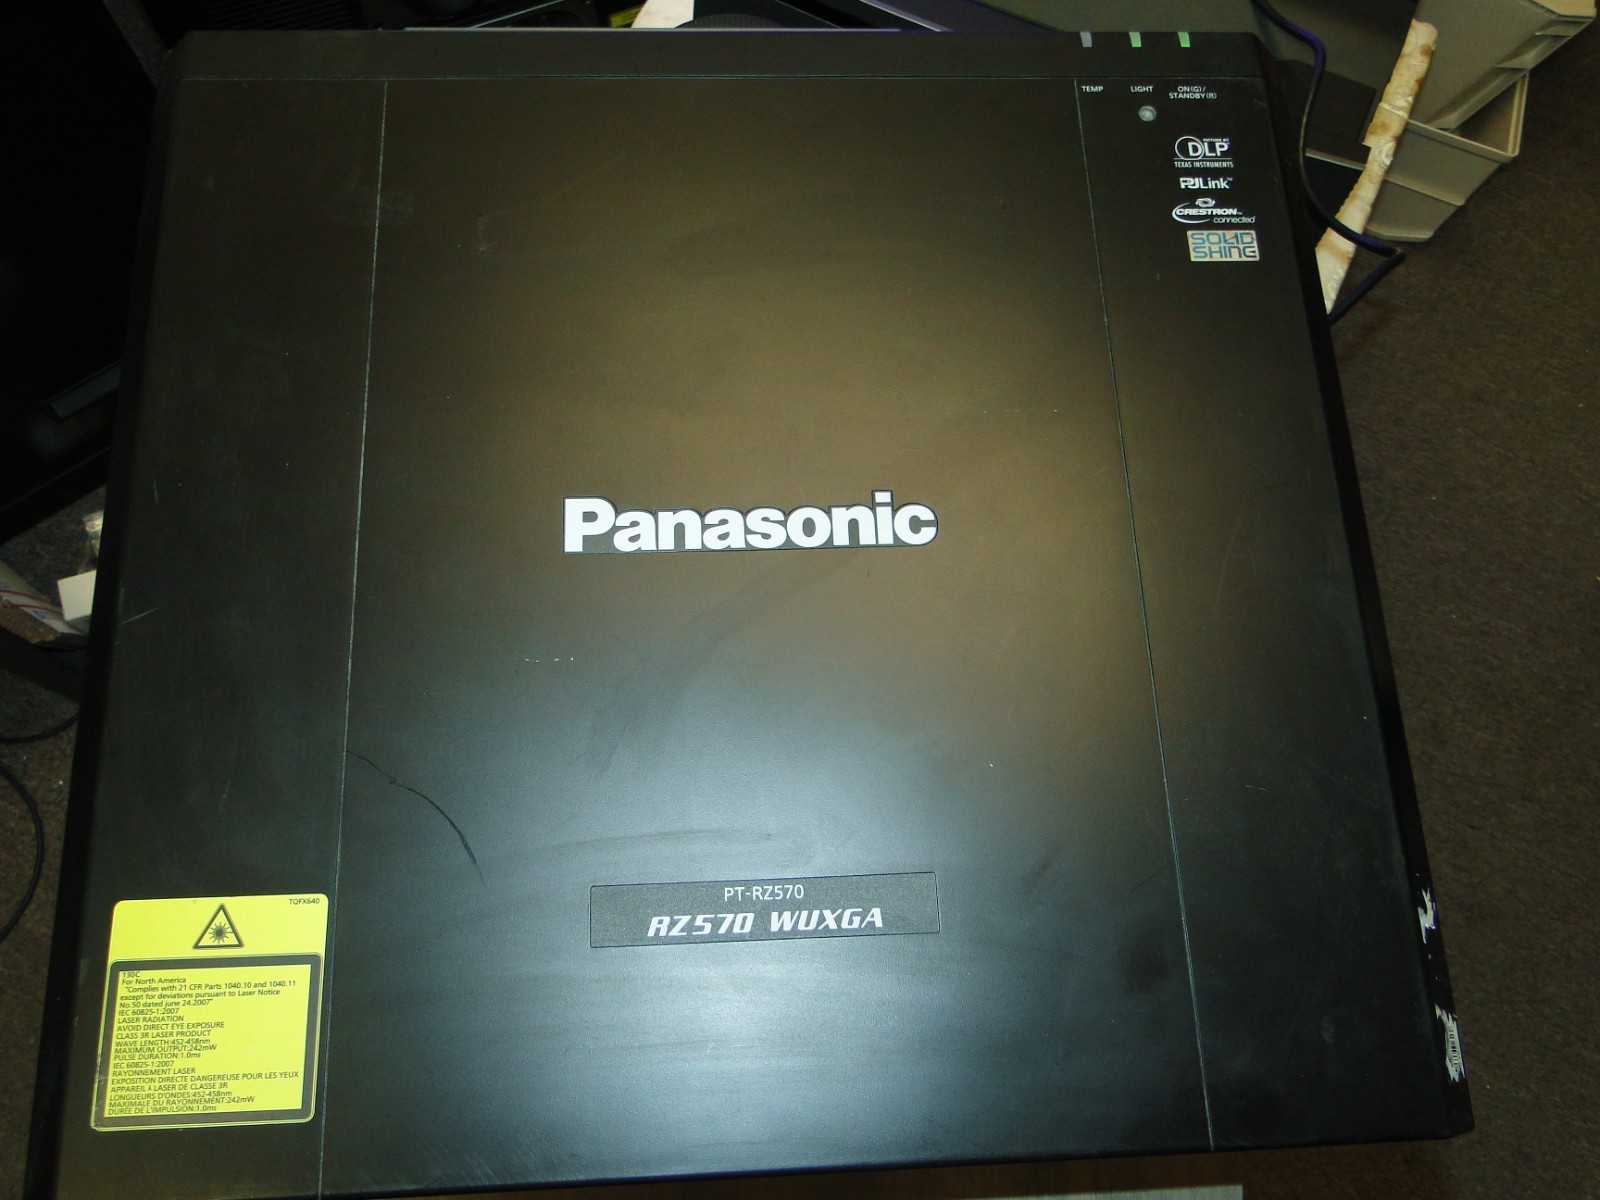 TEMP
LIGHT
ON(G)/
STANDBY(R)
DLP
TEXAS INSTRUMENTS
PJLink™
CRESTRON™
connected
SOLID
SHINE
Panasonic
PT-RZ570
RZ570 WUXGA
TQFX640
130C
For North America
"Complies with 21 CFR Parts 1040.10 and 1040.11
except for deviations pursuant to Laser Notice
No.50 dated june 24.2007"
IEC 60825-1:2007
LASER RADIATION
AVOID DIRECT EYE EXPOSURE
CLASS 3R LASER PRODUCT
WAVE LENGTH:452-458nm
MAXIMUM OUTPUT:242mW
PULSE DURATION:1.0ms
IEC 60825-1:2007
RAYONNEMENT LASER
EXPOSITION DIRECTE DANGEREUSE POUR LES YEUX
APPAREIL À LASER DE CLASSE 3R
LONGUEURS D'ONDES:452-458nm
MAXIMALE DU RAYONNEMENT:242mW
DURÉE DE L'IMPULSION:1.0ms